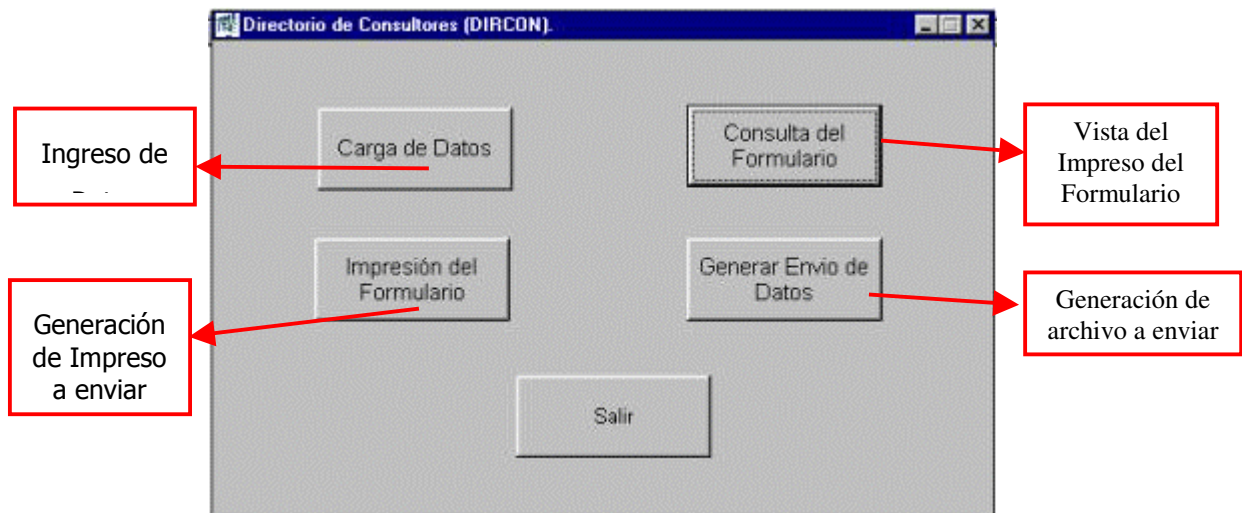 Directorio de Consultores (DIRCON).
Ingreso de
Carga de Datos
Consulta del
Formulario
Vista del
Impreso del
Formulario
Generación
de Impreso
a enviar
Impresión del
Formulario
Generar Envio de
Datos
Generación de
archivo a enviar
Salir